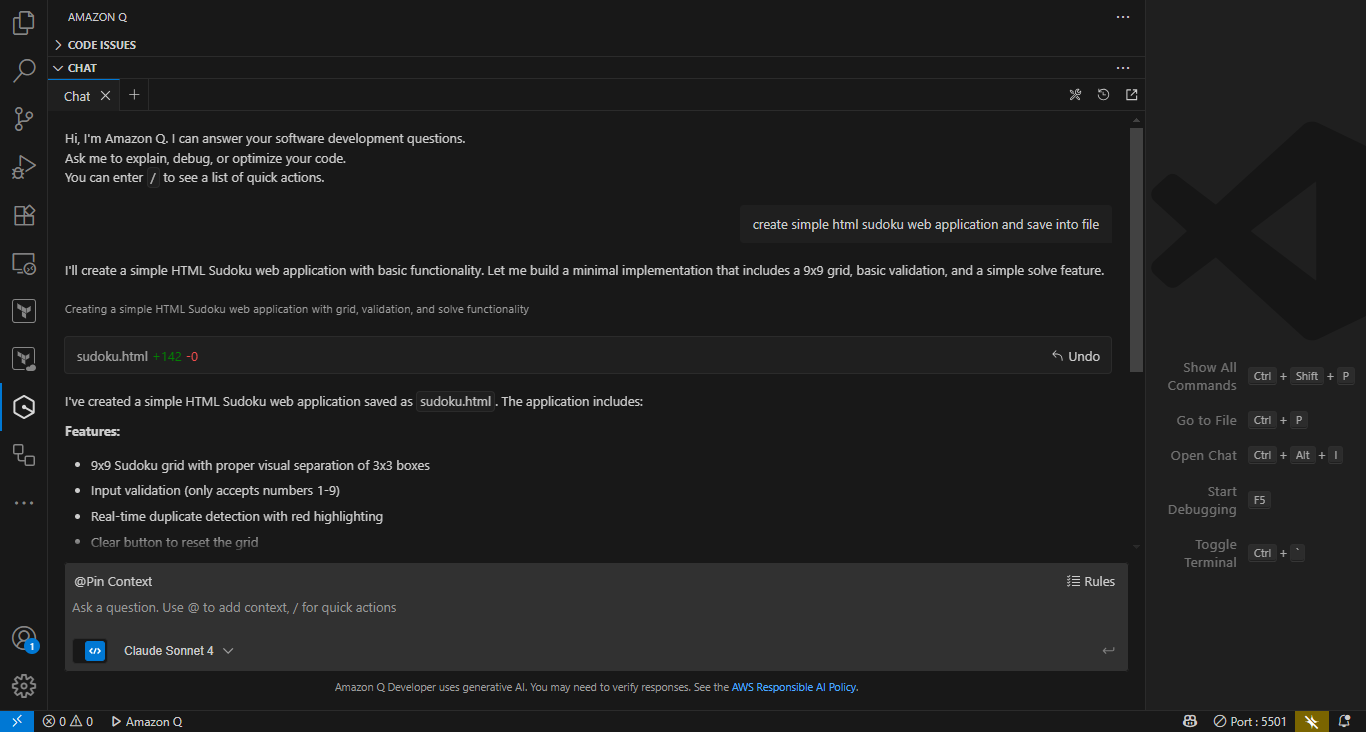 AMAZON Q
CODE ISSUES
CHAT
Chat
Hi, I'm Amazon Q. I can answer your software development questions.
Ask me to explain, debug, or optimize your code.
You can enter / to see a list of quick actions.
create simple html sudoku web application and save into file
I'll create a simple HTML Sudoku web application with basic functionality. Let me build a minimal implementation that includes a 9x9 grid, basic validation, and a simple solve feature.
Creating a simple HTML Sudoku web application with grid, validation, and solve functionality
sudoku.html +142 -0
Undo
I've created a simple HTML Sudoku web application saved as sudoku.html. The application includes:
Features:
• 9x9 Sudoku grid with proper visual separation of 3x3 boxes
• Input validation (only accepts numbers 1-9)
• Real-time duplicate detection with red highlighting
• Clear button to reset the grid
@Pin Context
Rules
Ask a question. Use @ to add context, / for quick actions
Claude Sonnet 4
Amazon Q Developer uses generative AI. You may need to verify responses. See the AWS Responsible AI Policy.
Show All
Commands
Ctrl + Shift + P
Go to File Ctrl + P
Open Chat Ctrl + Alt + I
Start
Debugging
F5
Toggle
Terminal
Ctrl + `
1
0 0
Amazon Q
Port : 5501